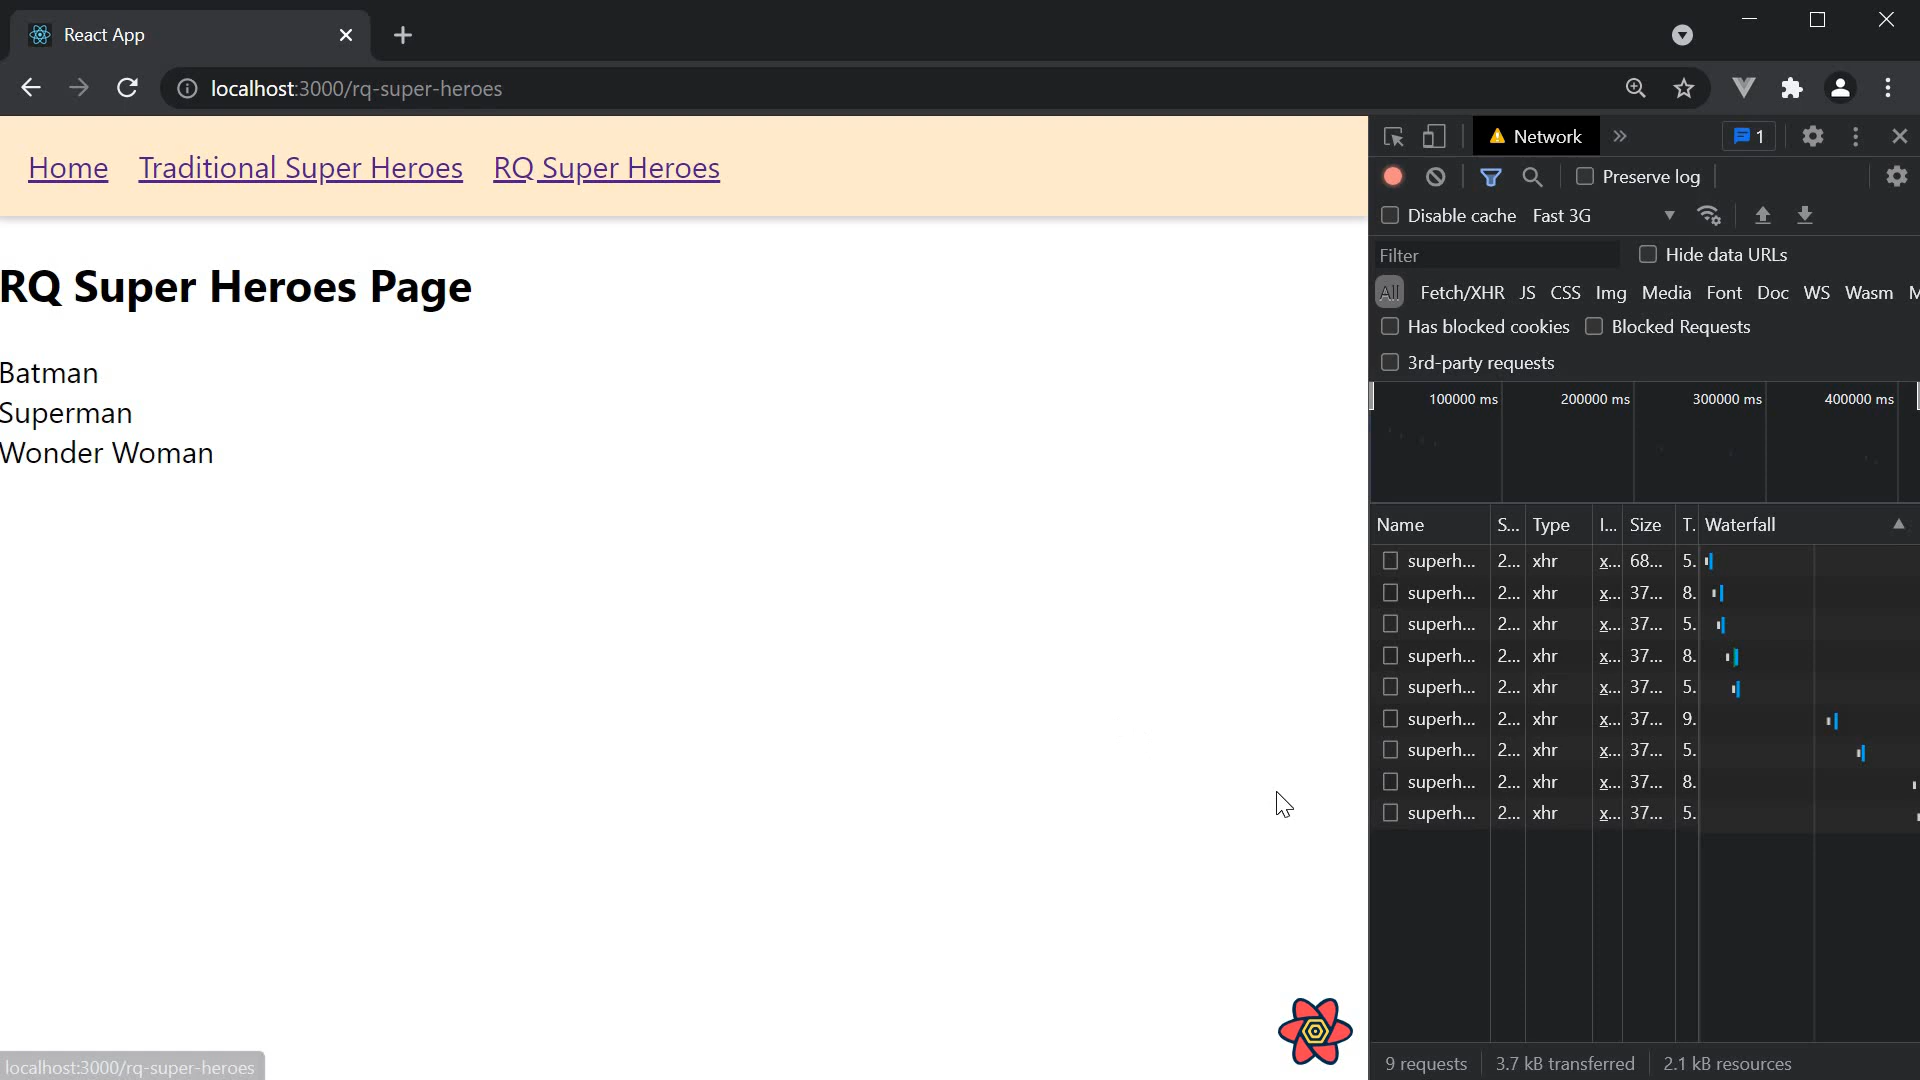 React App
localhost:3000/rq-super-heroes
Home Traditional Super Heroes RQ Super Heroes
RQ Super Heroes Page
Batman
Superman
Wonder Woman
localhost:3000/rq-super-heroes
Network 1
Preserve log
Disable cache Fast 3G
Filter Hide data URLs
All Fetch/XHR JS CSS Img Media Font Doc WS Wasm M
Has blocked cookies Blocked Requests
3rd-party requests
100000 ms 200000 ms 300000 ms 400000 ms
Name S... Type I... Size T. Waterfall
superh... 2... xhr x... 68... 5.
superh... 2... xhr x... 37... 8.
superh... 2... xhr x... 37... 5.
superh... 2... xhr x... 37... 8.
superh... 2... xhr x... 37... 5.
superh... 2... xhr x... 37... 9.
superh... 2... xhr x... 37... 5.
superh... 2... xhr x... 37... 8.
superh... 2... xhr x... 37... 5.
9 requests 3.7 kB transferred 2.1 kB resources